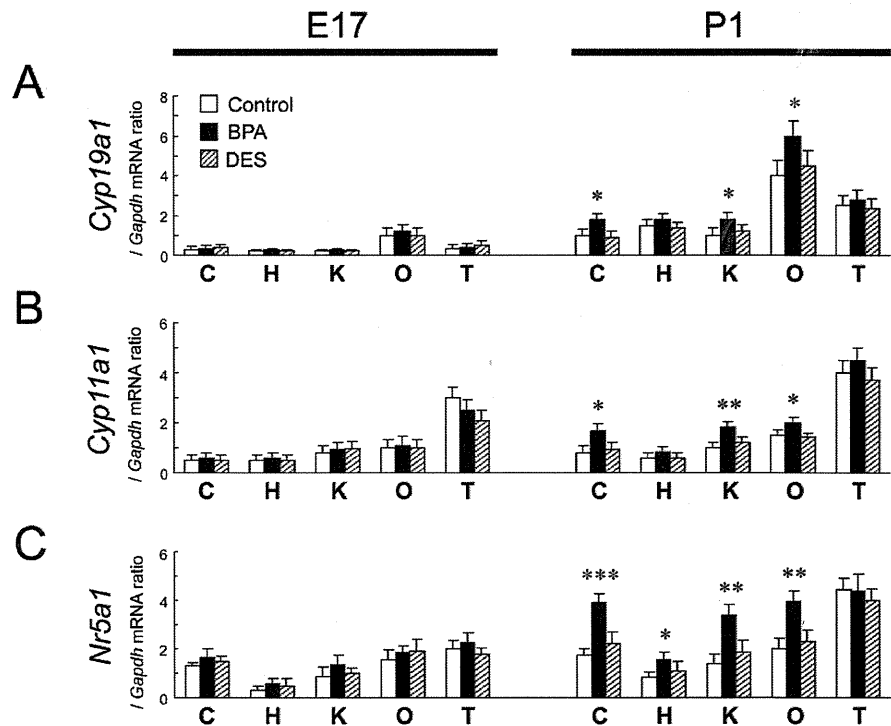 E17 P1
A
Cyp19a1
/ Gapdh mRNA ratio
8
6
4
2
0
Control
BPA
DES
* * *
C H K O T C H K O T
B
Cyp11a1
/ Gapdh mRNA ratio
6
4
2
0
* ** *
C H K O T C H K O T
C
Nr5a1
/ Gapdh mRNA ratio
6
4
2
0
*** * ** **
C H K O T C H K O T